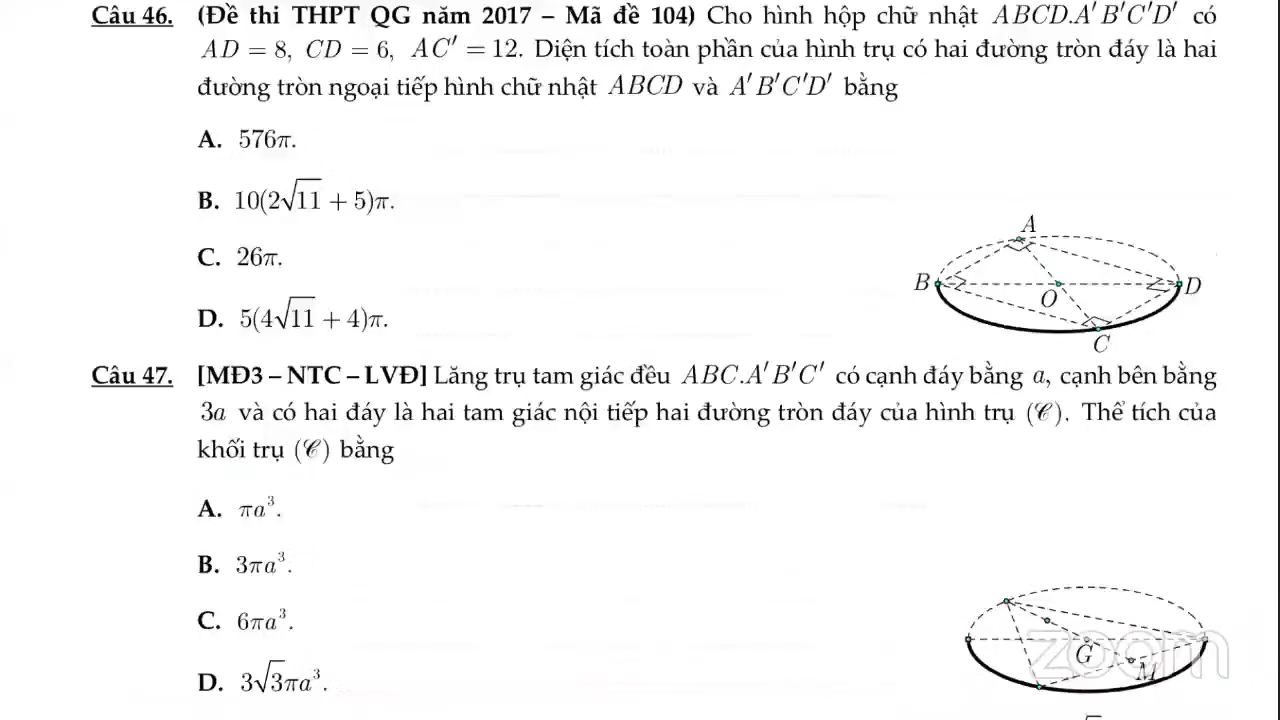 Câu 46. (Đề thi THPT QG năm 2017 – Mã đề 104) Cho hình hộp chữ nhật ABCD.A'B'C'D' có
AD = 8, CD = 6, AC' = 12. Diện tích toàn phần của hình trụ có hai đường tròn đáy là hai
đường tròn ngoại tiếp hình chữ nhật ABCD và A'B'C'D' bằng
A. 576π.
B. 10(2√11 + 5)π.
C. 26π.
D. 5(4√11 + 4)π.
A
B
O
D
C
Câu 47. [MĐ3 – NTC – LVĐ] Lăng trụ tam giác đều ABC.A'B'C' có cạnh đáy bằng a, cạnh bên bằng
3a và có hai đáy là hai tam giác nội tiếp hai đường tròn đáy của hình trụ (𝒞). Thể tích của
khối trụ (𝒞) bằng
A. πa³.
B. 3πa³.
C. 6πa³.
D. 3√3πa³.
G
M
zoom